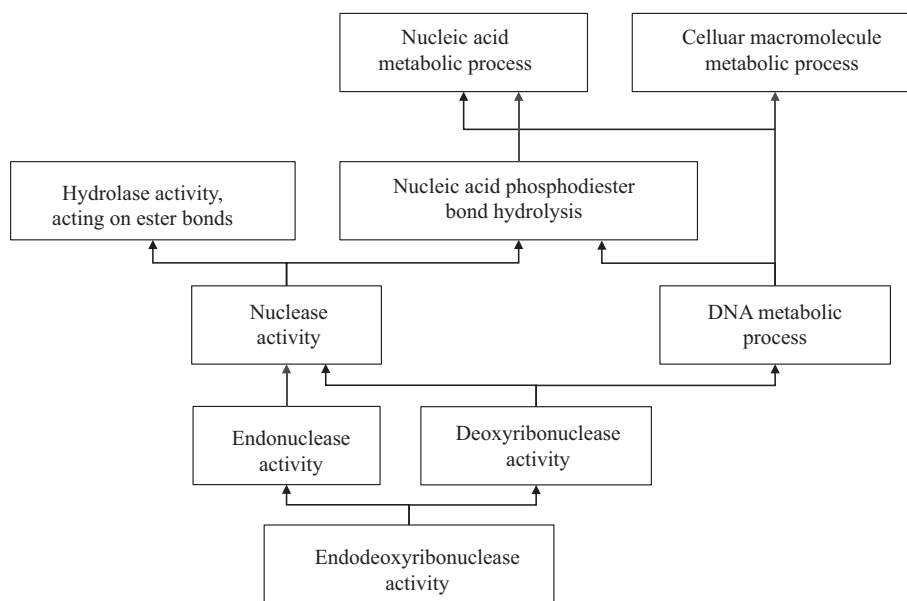 Nucleic acid
metabolic process
Celluar macromolecule
metabolic process
Hydrolase activity,
acting on ester bonds
Nucleic acid phosphodiester
bond hydrolysis
Nuclease
activity
DNA metabolic
process
Endonuclease
activity
Deoxyribonuclease
activity
Endodeoxyribonuclease
activity